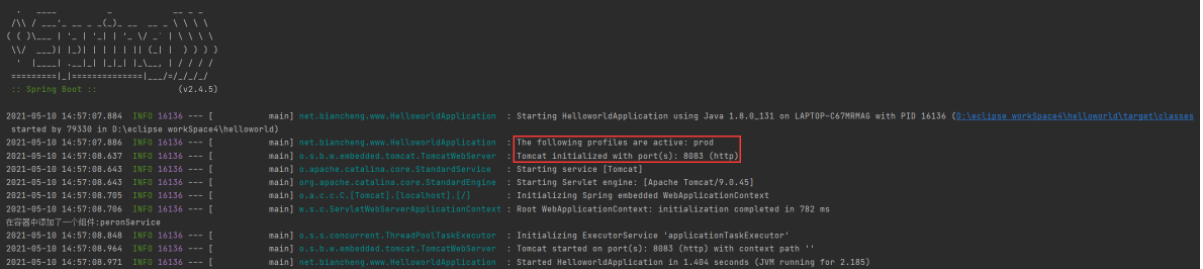 .   ____          _            __ _ _
 /\\ / ___'_ __ _ _(_)_ __  __ _ \ \ \ \
( ( )\___ | '_ | '_| | '_ \/ _` | \ \ \ \
 \\/  ___)| |_)| | | | | || (_| |  ) ) ) )
  '  |____| .__|_| |_|_| |_\__, | / / / /
 =========|_|==============|___/=/_/_/_/
 :: Spring Boot ::                (v2.4.5)
2021-05-10 14:57:07.884  INFO 16136 --- [           main] net.biancheng.www.HelloworldApplication  : Starting HelloworldApplication using Java 1.8.0_131 on LAPTOP-C67MRMAG with PID 16136 (D:\eclipse workSpace4\helloworld\target\classes
 started by 79330 in D:\eclipse workSpace4\helloworld)
2021-05-10 14:57:07.886  INFO 16136 --- [           main] net.biancheng.www.HelloworldApplication  : The following profiles are active: prod
2021-05-10 14:57:08.637  INFO 16136 --- [           main] o.s.b.w.embedded.tomcat.TomcatWebServer  : Tomcat initialized with port(s): 8083 (http)
2021-05-10 14:57:08.643  INFO 16136 --- [           main] o.apache.catalina.core.StandardService   : Starting service [Tomcat]
2021-05-10 14:57:08.643  INFO 16136 --- [           main] org.apache.catalina.core.StandardEngine  : Starting Servlet engine: [Apache Tomcat/9.0.45]
2021-05-10 14:57:08.705  INFO 16136 --- [           main] o.a.c.c.C.[Tomcat].[localhost].[/]       : Initializing Spring embedded WebApplicationContext
2021-05-10 14:57:08.706  INFO 16136 --- [           main] w.s.c.ServletWebServerApplicationContext : Root WebApplicationContext: initialization completed in 782 ms
在容器中添加了一个组件:peronService
2021-05-10 14:57:08.848  INFO 16136 --- [           main] o.s.s.concurrent.ThreadPoolTaskExecutor  : Initializing ExecutorService 'applicationTaskExecutor'
2021-05-10 14:57:08.964  INFO 16136 --- [           main] o.s.b.w.embedded.tomcat.TomcatWebServer  : Tomcat started on port(s): 8083 (http) with context path ''
2021-05-10 14:57:08.971  INFO 16136 --- [           main] net.biancheng.www.HelloworldApplication  : Started HelloworldApplication in 1.404 seconds (JVM running for 2.185)